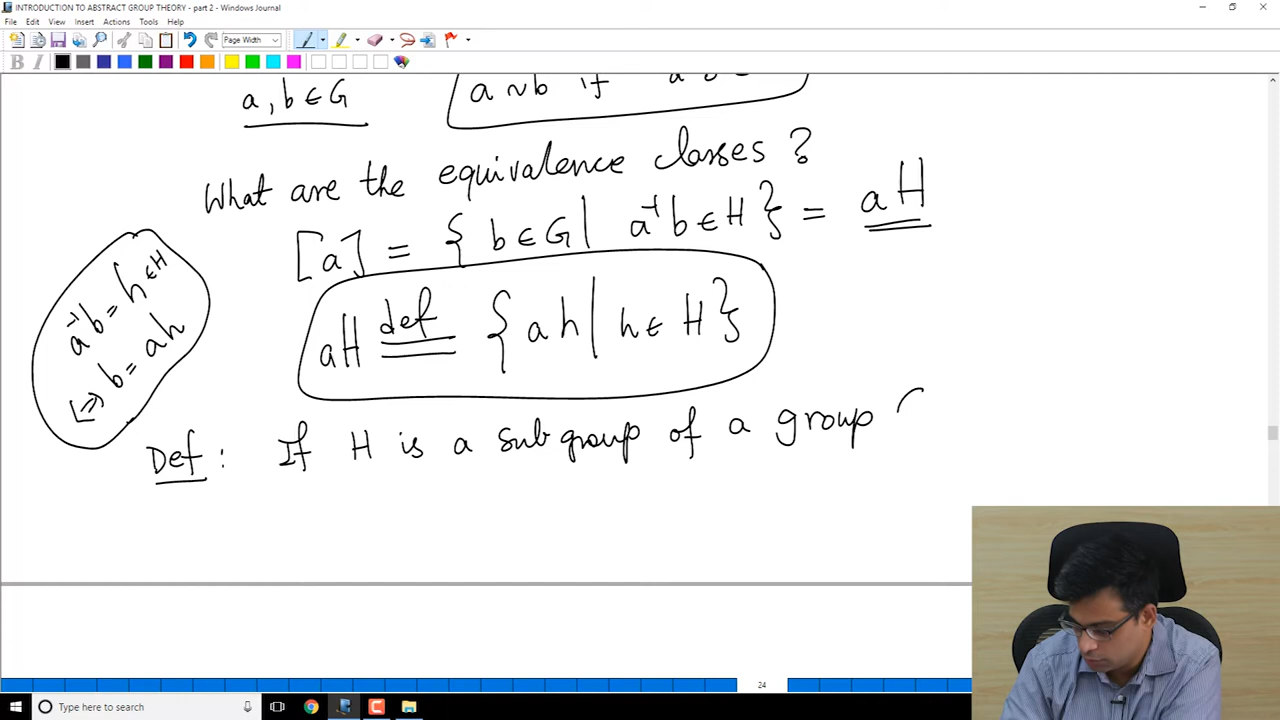 INTRODUCTION TO ABSTRACT GROUP THEORY - part 2 - Windows Journal
File Edit View Insert Actions Tools Help
Page Width
B I
a, b ∈ G
a ~ b if
What are the equivalence classes ?
[a] = { b ∈ G | a⁻¹b ∈ H } = aH
aH def { ah | h ∈ H }
a⁻¹b = h ∈ H
⇔ b = ah
Def : If H is a subgroup of a group
24
Type here to search